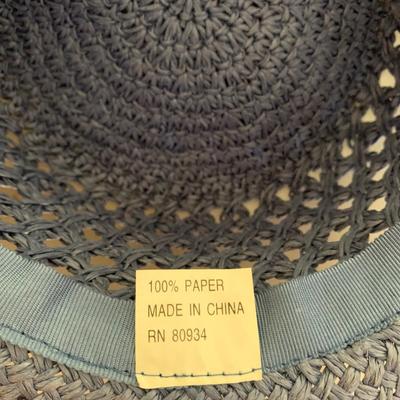 100% PAPER
MADE IN CHINA
RN 80934